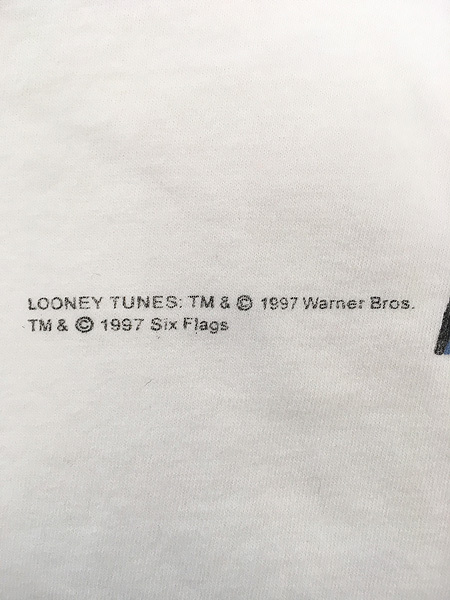 LOONEY TUNES: TM & © 1997 Warner Bros.
TM & © 1997 Six Flags